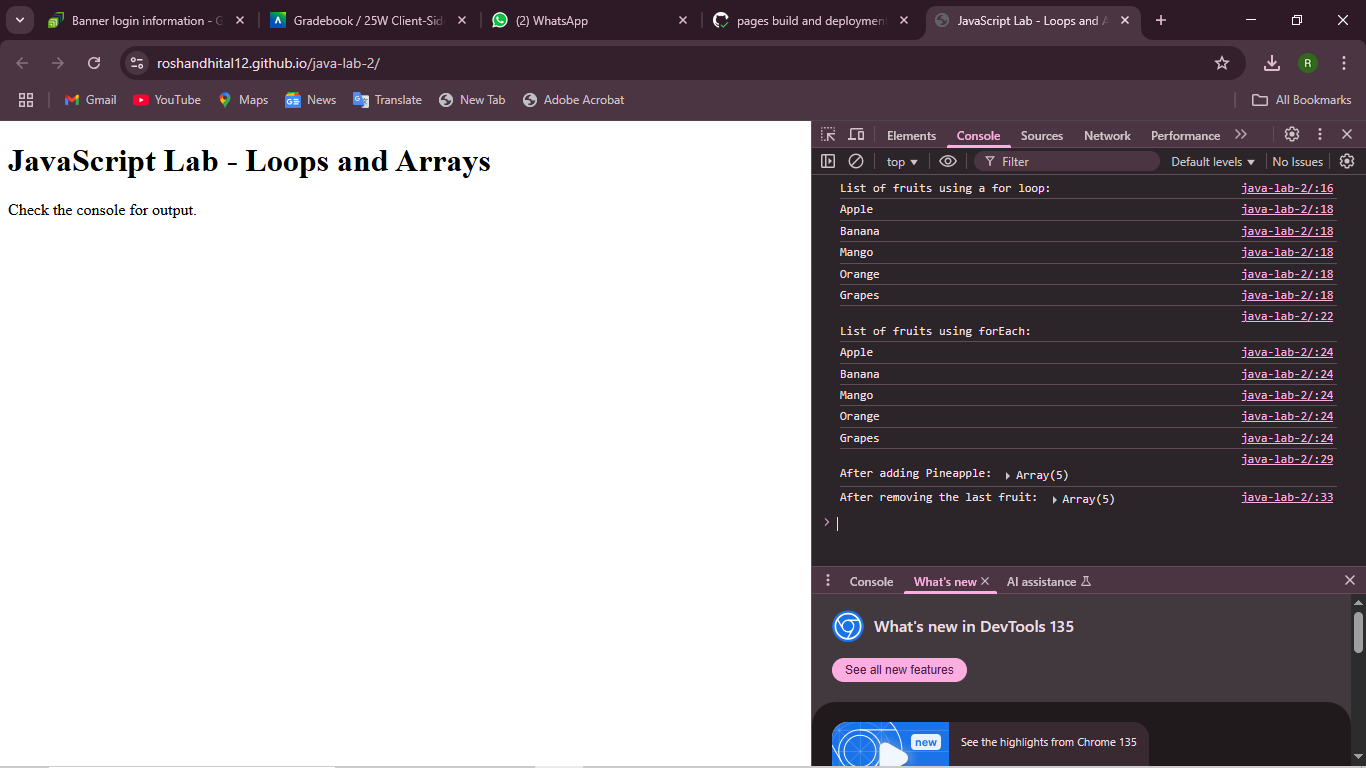 Banner login information - G
Gradebook / 25W Client-Sid
(2) WhatsApp
pages build and deployment
JavaScript Lab - Loops and A
roshandhital12.github.io/java-lab-2/
R
Gmail
YouTube
Maps
News
Translate
New Tab
Adobe Acrobat
All Bookmarks
JavaScript Lab - Loops and Arrays
Check the console for output.
Elements
Console
Sources
Network
Performance
top
Filter
Default levels
No Issues
List of fruits using a for loop: java-lab-2/:16
Apple java-lab-2/:18
Banana java-lab-2/:18
Mango java-lab-2/:18
Orange java-lab-2/:18
Grapes java-lab-2/:18
java-lab-2/:22
List of fruits using forEach:
Apple java-lab-2/:24
Banana java-lab-2/:24
Mango java-lab-2/:24
Orange java-lab-2/:24
Grapes java-lab-2/:24
java-lab-2/:29
After adding Pineapple: Array(5)
After removing the last fruit: Array(5) java-lab-2/:33
Console
What's new
AI assistance
What's new in DevTools 135
See all new features
new
See the highlights from Chrome 135